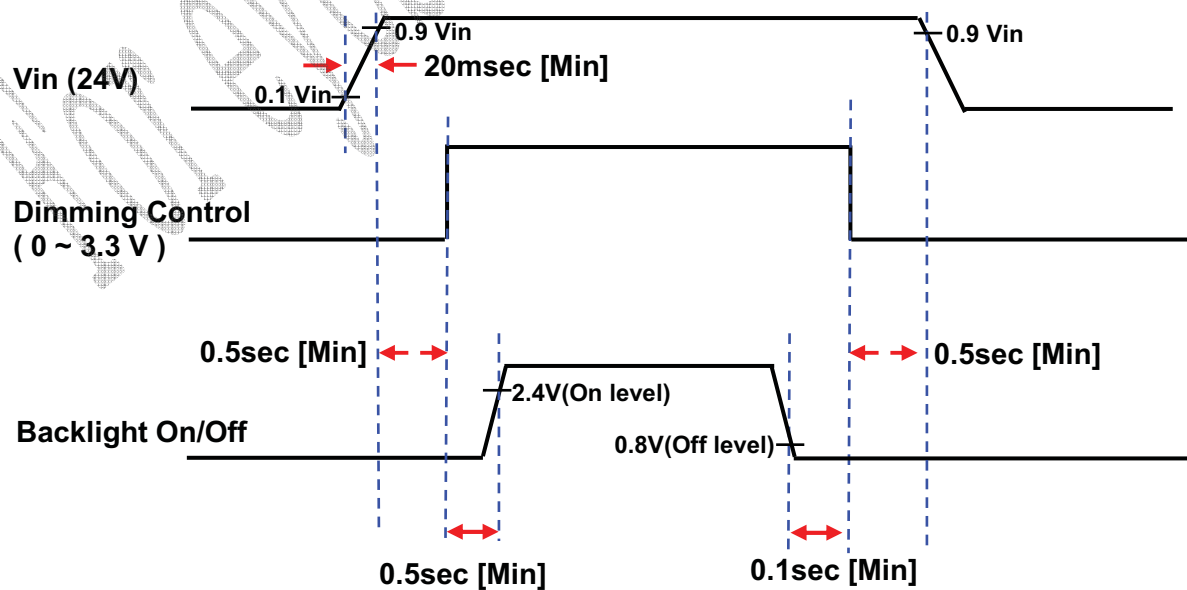 0.9 Vin
0.9 Vin
20msec [Min]
Vin (24V)
0.1 Vin
Dimming Control
( 0 ~ 3.3 V )
0.5sec [Min]
0.5sec [Min]
2.4V(On level)
Backlight On/Off
0.8V(Off level)
0.5sec [Min]
0.1sec [Min]